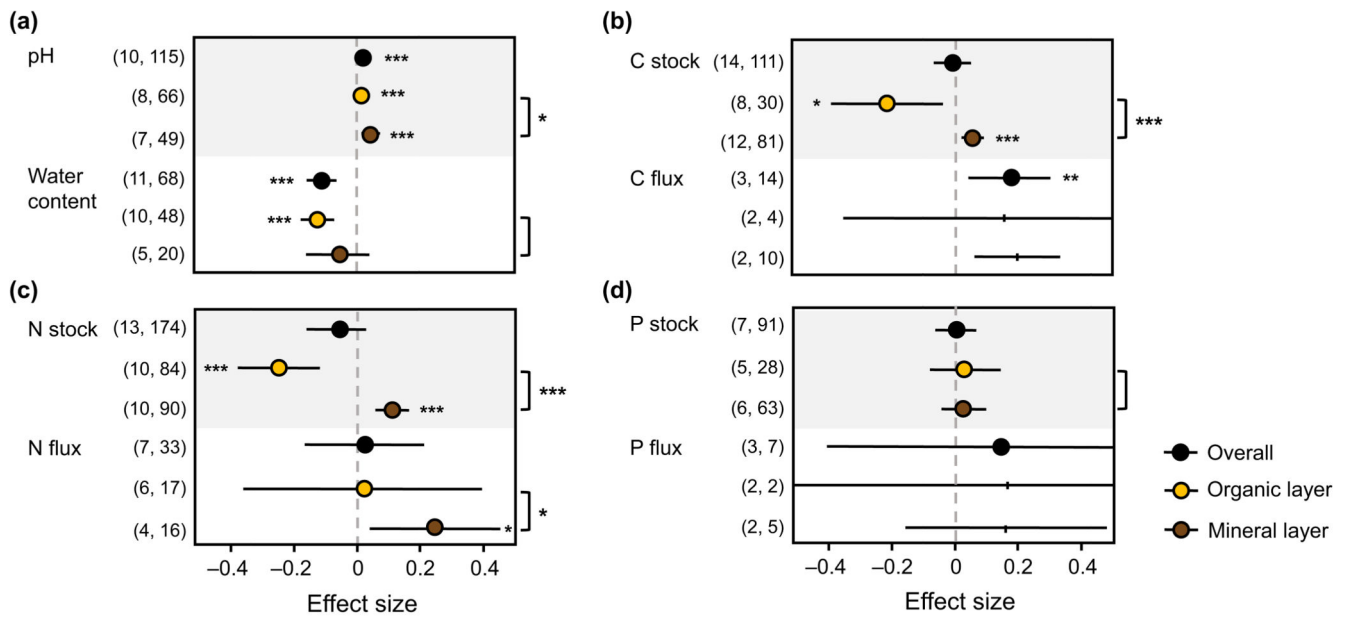 (a)
pH (10, 115) ***
(8, 66) ***
*
(7, 49) ***
Water content (11, 68) ***
(10, 48) ***
(5, 20)
(b)
C stock (14, 111)
(8, 30) *
***
(12, 81) ***
C flux (3, 14) **
(2, 4)
(2, 10)
(c)
N stock (13, 174)
(10, 84) ***
***
(10, 90) ***
N flux (7, 33)
(6, 17)
*
(4, 16) *
–0.4 –0.2 0 0.2 0.4
Effect size
(d)
P stock (7, 91)
(5, 28)
(6, 63)
P flux (3, 7)
(2, 2)
(2, 5)
–0.4 –0.2 0 0.2 0.4
Effect size
Overall
Organic layer
Mineral layer